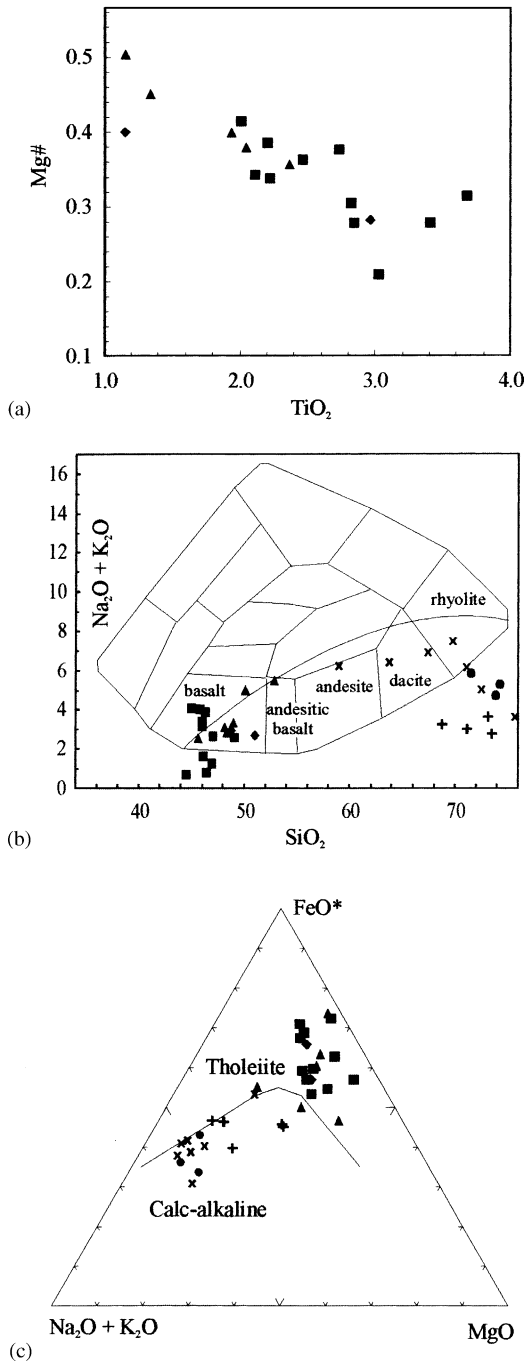 0.5
0.4
Mg#
0.3
0.2
0.1
1.0 2.0 3.0 4.0
(a) TiO₂
16
14
12
Na₂O + K₂O
10
8
6
4
2
0
rhyolite
basalt andesite dacite
andesitic
basalt
40 50 60 70
(b) SiO₂
FeO*
Tholeiite
Calc-alkaline
Na₂O + K₂O MgO
(c)